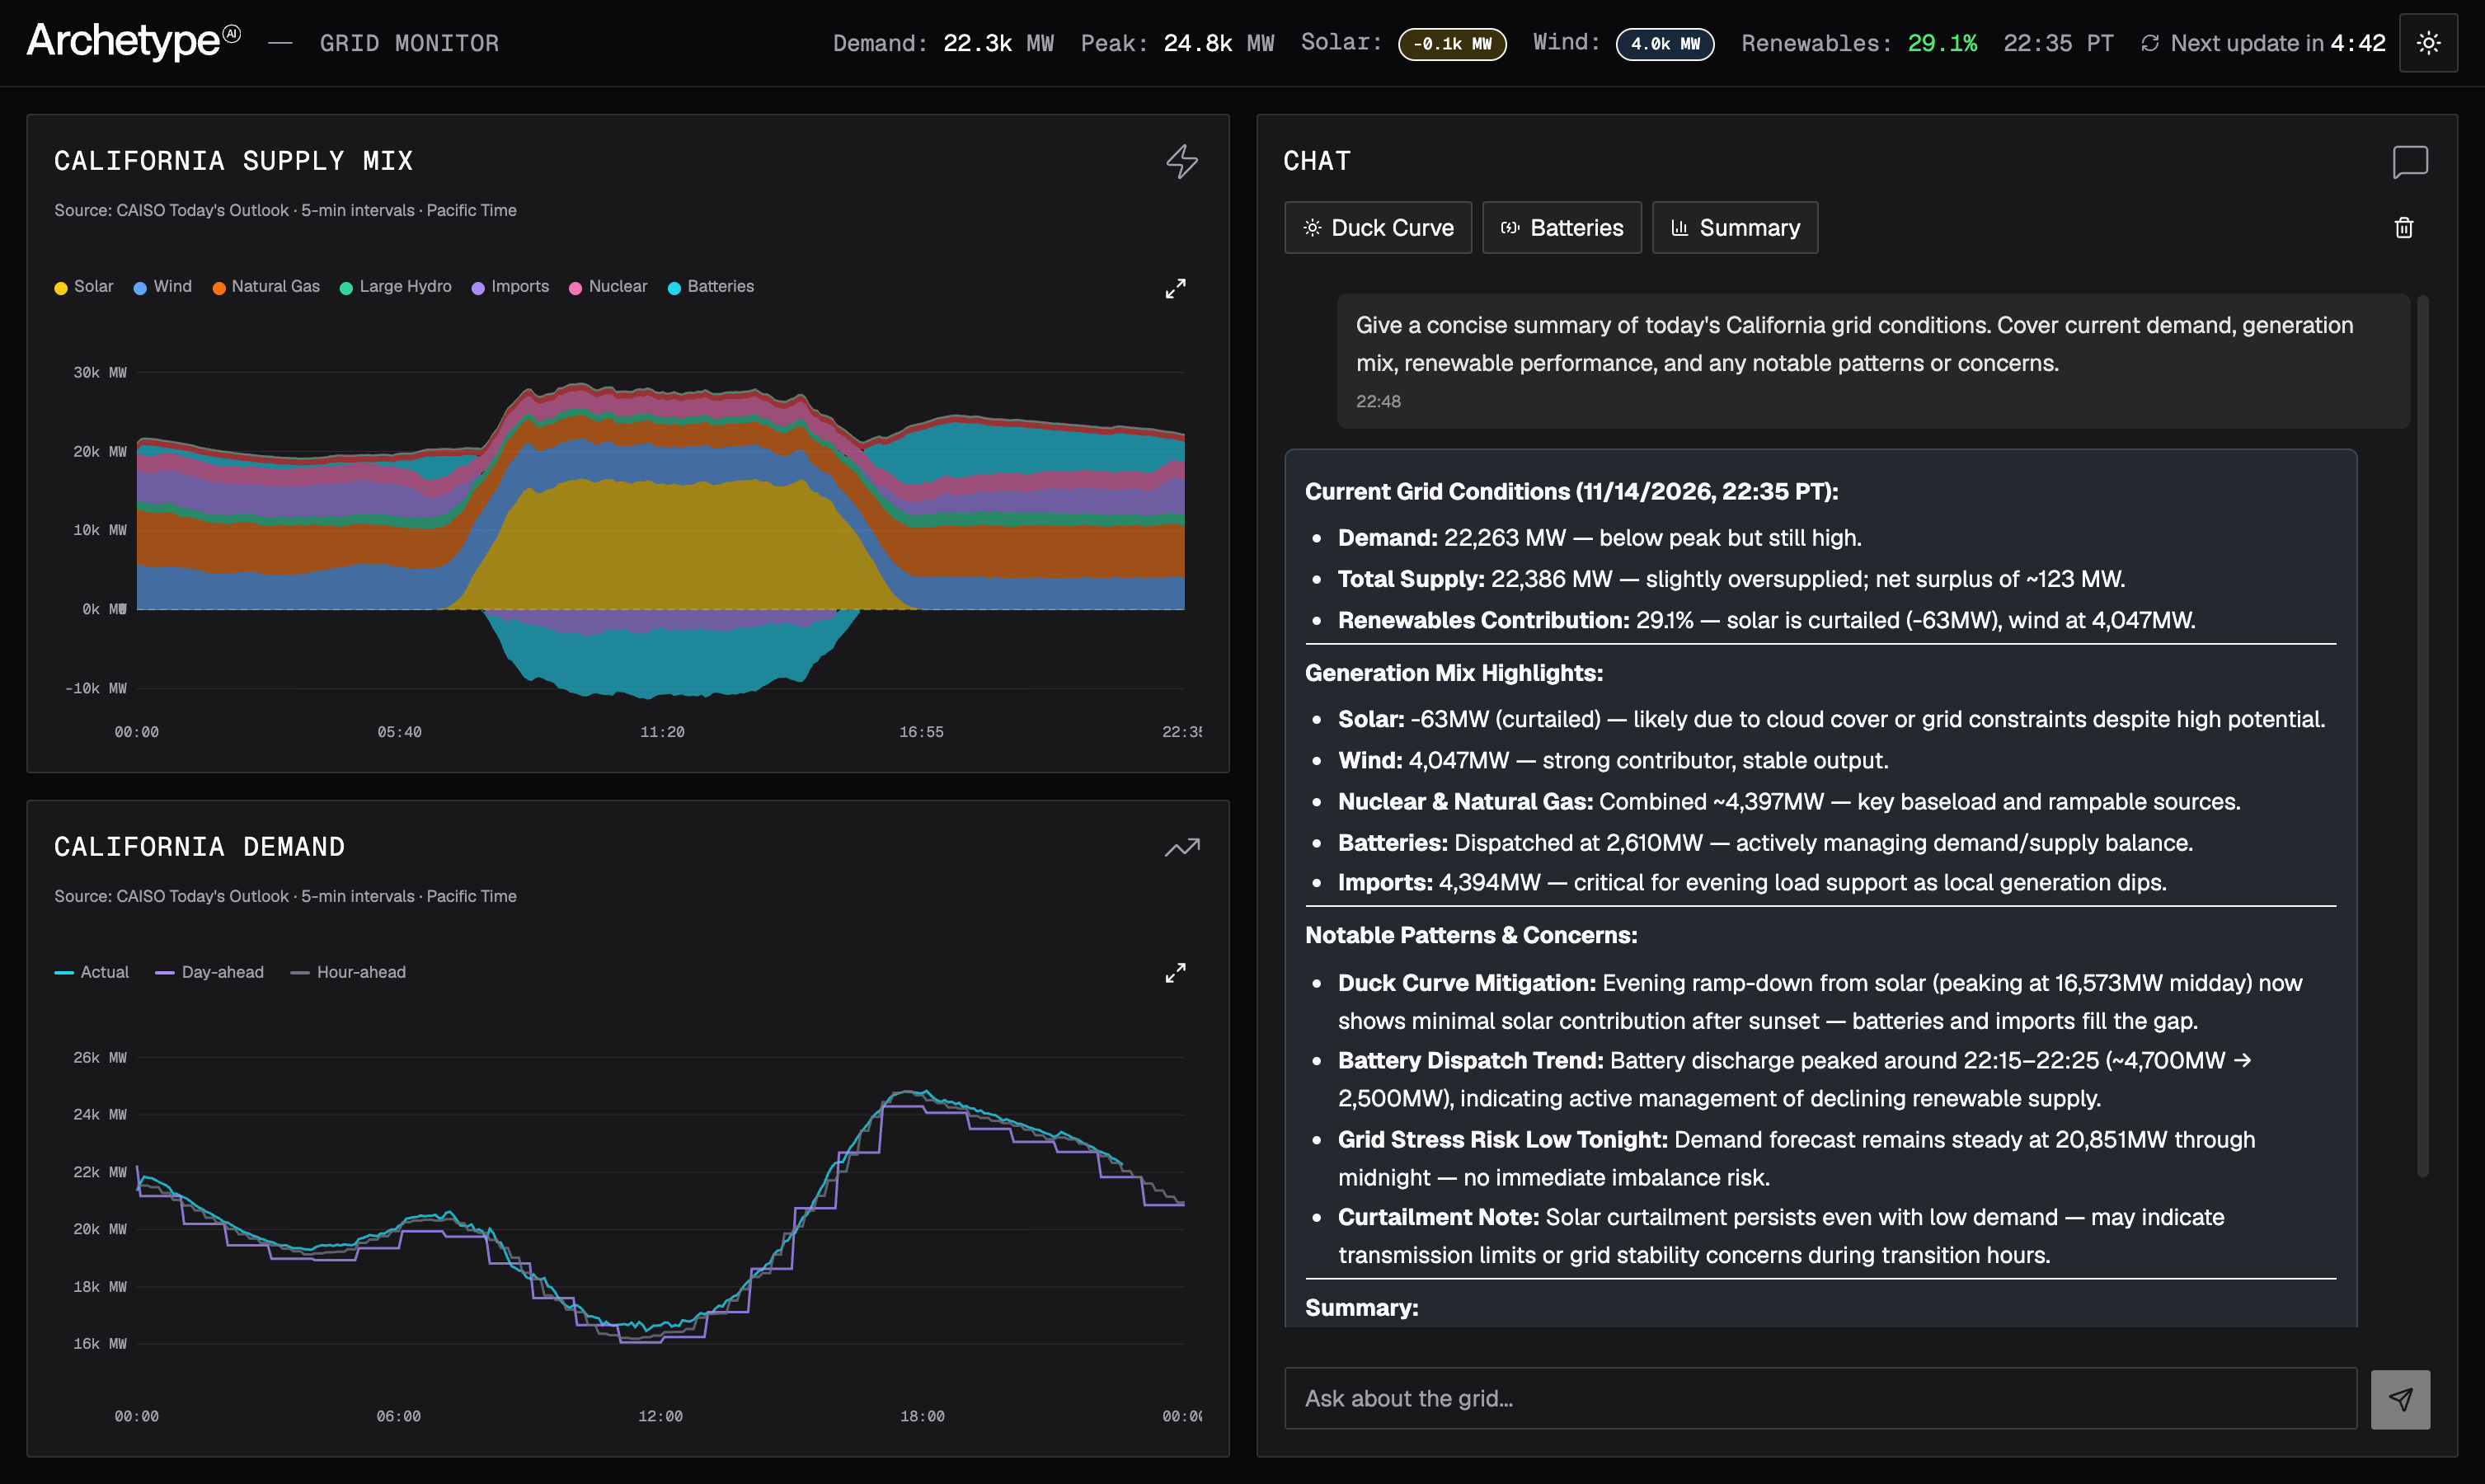 Archetype AI — GRID MONITOR
Demand: 22.3k MW Peak: 24.8k MW Solar: -0.1k MW Wind: 4.0k MW Renewables: 29.1% 22:35 PT Next update in 4:42
CALIFORNIA SUPPLY MIX
Source: CAISO Today's Outlook · 5-min intervals · Pacific Time
Solar Wind Natural Gas Large Hydro Imports Nuclear Batteries
30k MW
20k MW
10k MW
0k MW
-10k MW
00:00 05:40 11:20 16:55 22:35
CALIFORNIA DEMAND
Source: CAISO Today's Outlook · 5-min intervals · Pacific Time
Actual Day-ahead Hour-ahead
26k MW
24k MW
22k MW
20k MW
18k MW
16k MW
00:00 06:00 12:00 18:00 00:00
CHAT
Duck Curve Batteries Summary
Give a concise summary of today's California grid conditions. Cover current demand, generation
mix, renewable performance, and any notable patterns or concerns.
22:48
Current Grid Conditions (11/14/2026, 22:35 PT):
• Demand: 22,263 MW — below peak but still high.
• Total Supply: 22,386 MW — slightly oversupplied; net surplus of ~123 MW.
• Renewables Contribution: 29.1% — solar is curtailed (-63MW), wind at 4,047MW.
Generation Mix Highlights:
• Solar: -63MW (curtailed) — likely due to cloud cover or grid constraints despite high potential.
• Wind: 4,047MW — strong contributor, stable output.
• Nuclear & Natural Gas: Combined ~4,397MW — key baseload and rampable sources.
• Batteries: Dispatched at 2,610MW — actively managing demand/supply balance.
• Imports: 4,394MW — critical for evening load support as local generation dips.
Notable Patterns & Concerns:
• Duck Curve Mitigation: Evening ramp-down from solar (peaking at 16,573MW midday) now
shows minimal solar contribution after sunset — batteries and imports fill the gap.
• Battery Dispatch Trend: Battery discharge peaked around 22:15–22:25 (~4,700MW →
2,500MW), indicating active management of declining renewable supply.
• Grid Stress Risk Low Tonight: Demand forecast remains steady at 20,851MW through
midnight — no immediate imbalance risk.
• Curtailment Note: Solar curtailment persists even with low demand — may indicate
transmission limits or grid stability concerns during transition hours.
Summary:
Ask about the grid...